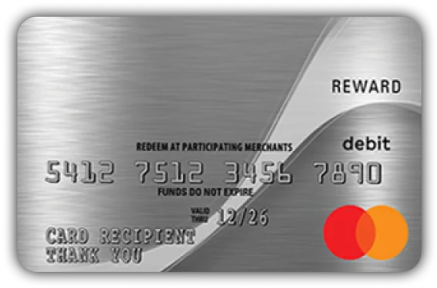 REWARD
debit
REDEEM AT PARTICIPATING MERCHANTS
5412 7512 3456 7890
FUNDS DO NOT EXPIRE
VALID THRU 12/26
CARD RECIPIENT
THANK YOU